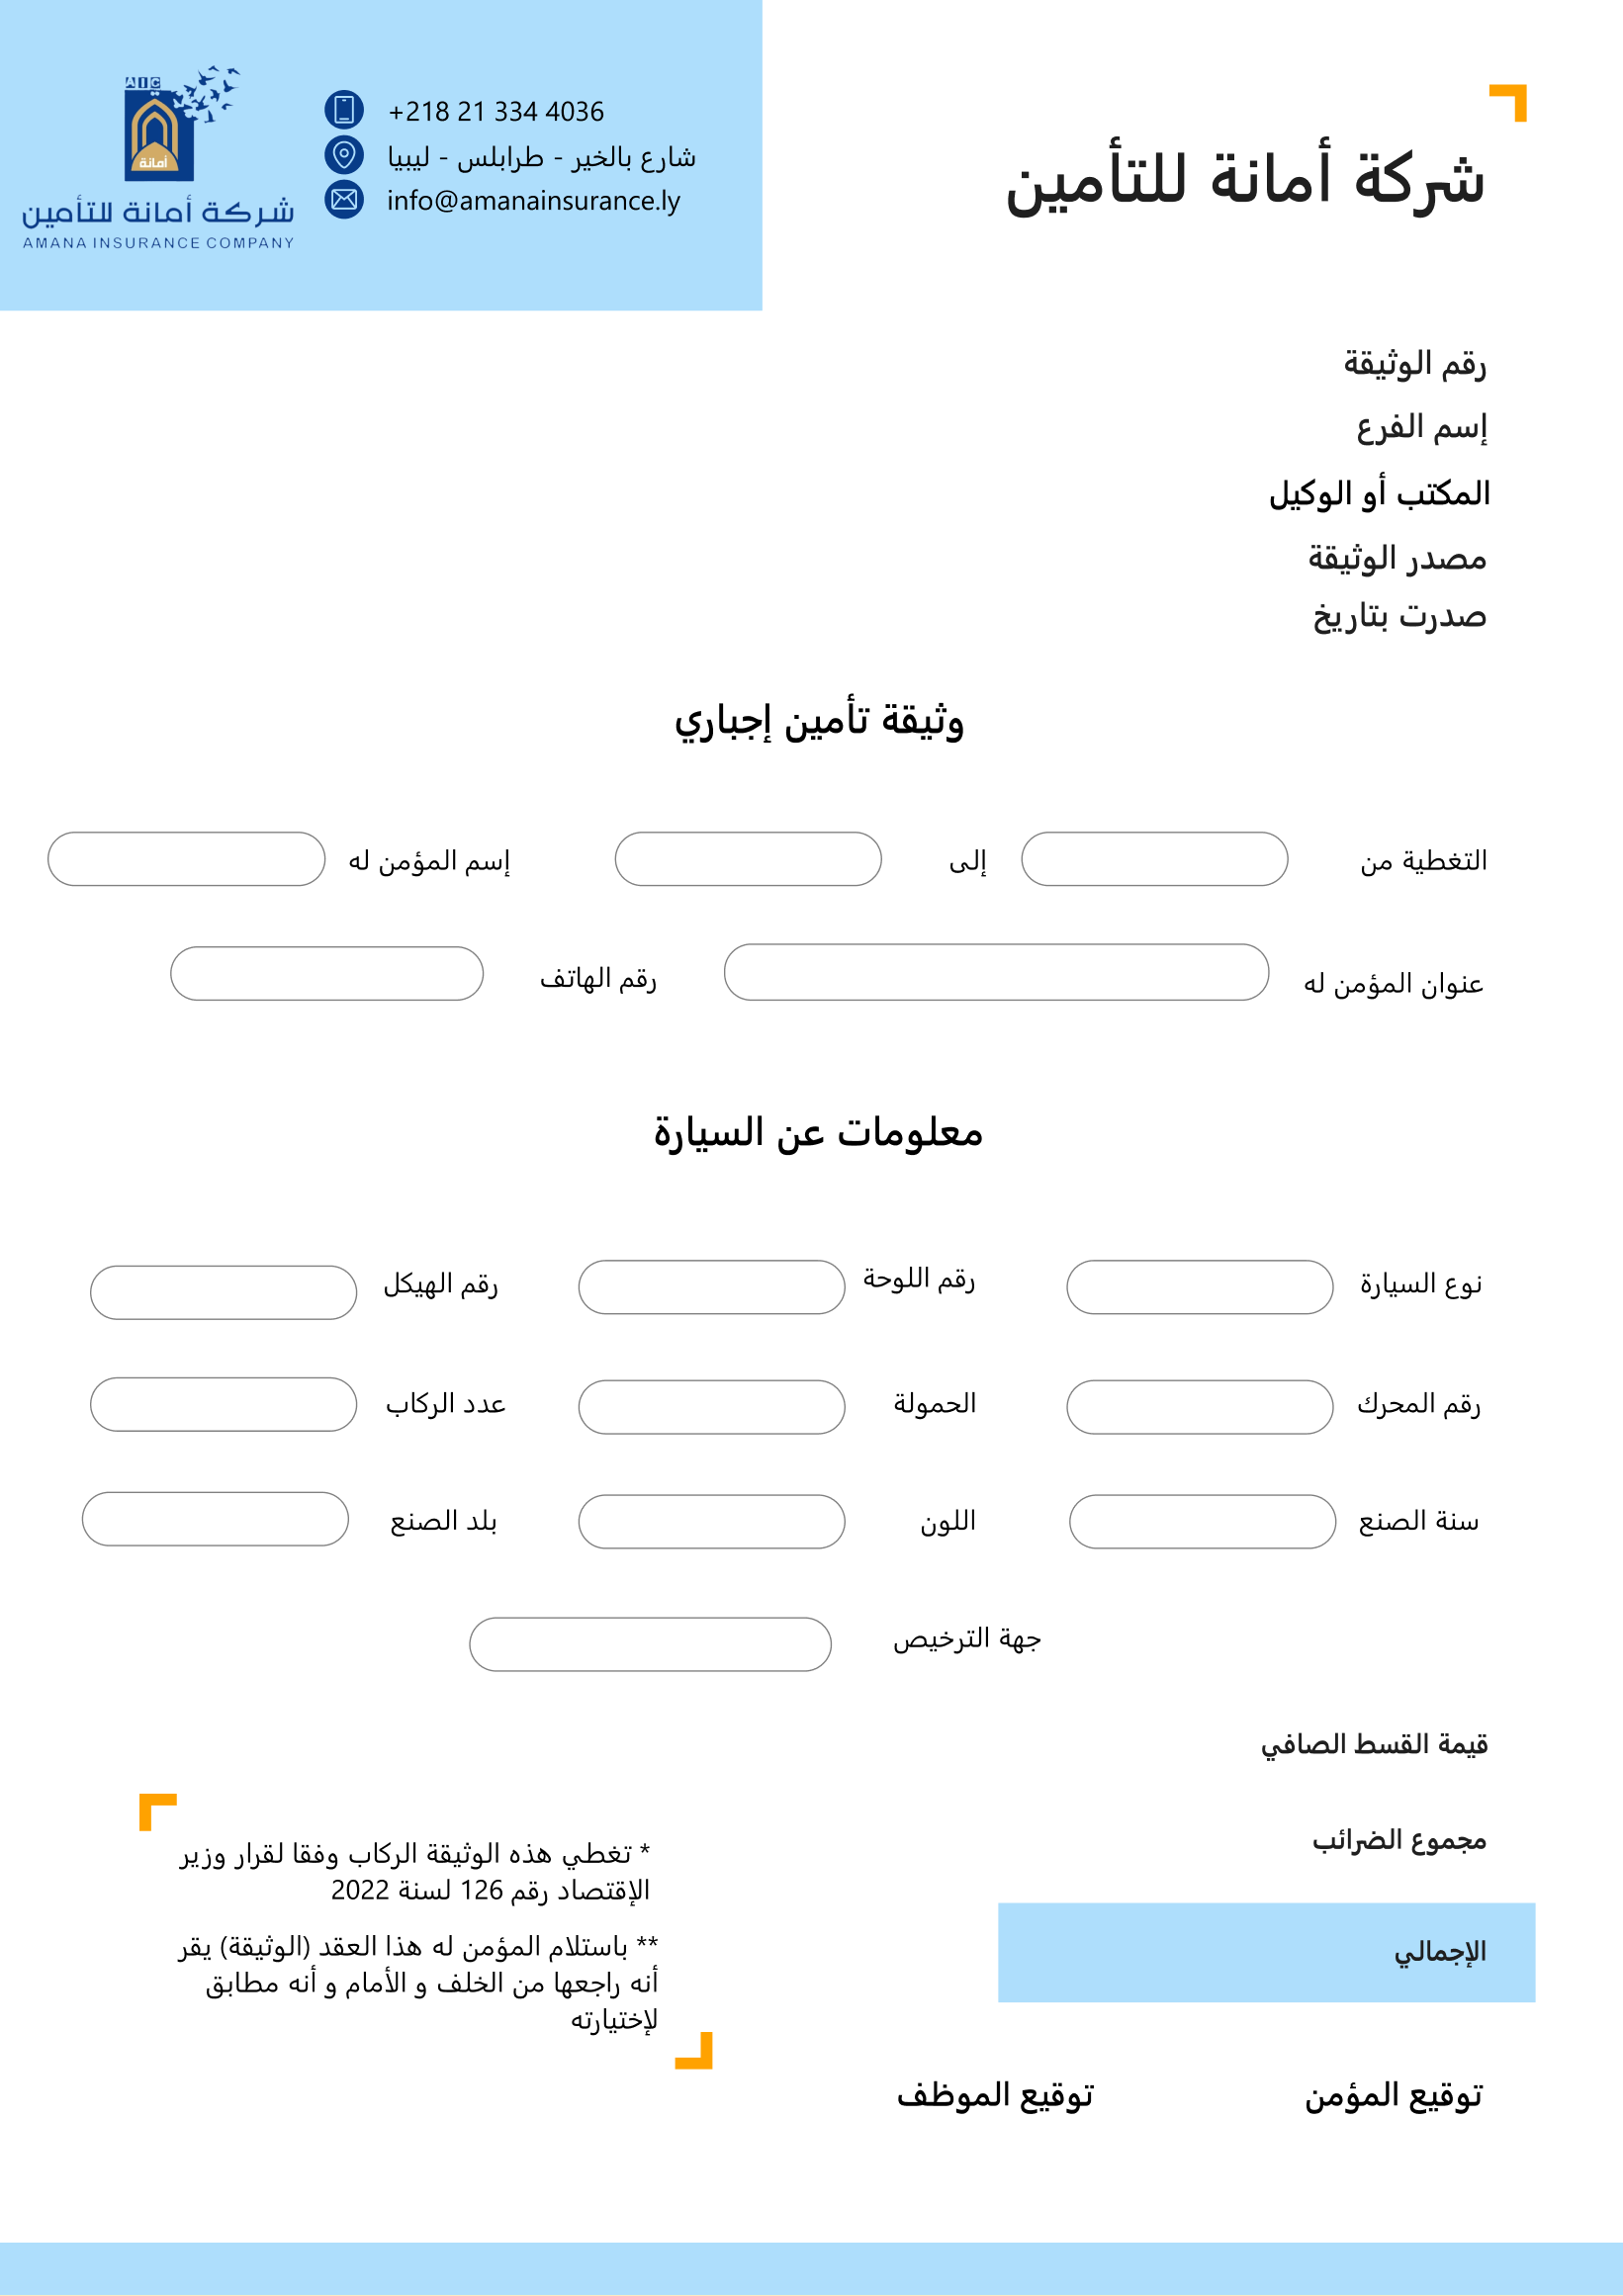 AIC
أمانة
شركة أمانة للتأمين
AMANA INSURANCE COMPANY
+218 21 334 4036
شارع بالخير - طرابلس - ليبيا
info@amanainsurance.ly
شركة أمانة للتأمين
رقم الوثيقة
إسم الفرع
المكتب أو الوكيل
مصدر الوثيقة
صدرت بتاريخ
وثيقة تأمين إجباري
التغطية من إلى إسم المؤمن له
عنوان المؤمن له رقم الهاتف
معلومات عن السيارة
نوع السيارة رقم اللوحة رقم الهيكل
رقم المحرك الحمولة عدد الركاب
سنة الصنع اللون بلد الصنع
جهة الترخيص
قيمة القسط الصافي
مجموع الضرائب
الإجمالي
* تغطي هذه الوثيقة الركاب وفقا لقرار وزير
الإقتصاد رقم 126 لسنة 2022
** باستلام المؤمن له هذا العقد (الوثيقة) يقر
أنه راجعها من الخلف و الأمام و أنه مطابق
لإختيارته
توقيع المؤمن توقيع الموظف